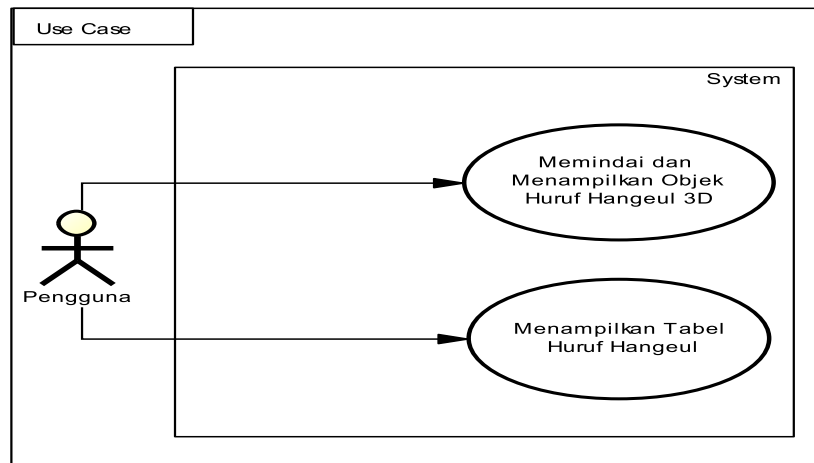 Use Case
System
Memindai dan
Menampilkan Objek
Huruf Hangeul 3D
Pengguna
Menampilkan Tabel
Huruf Hangeul